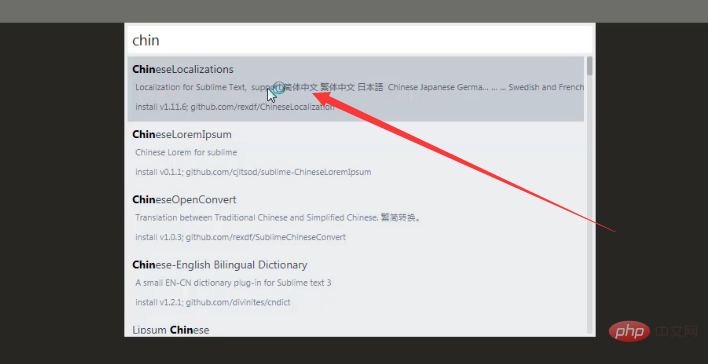 chin
ChineseLocalizations
Localization for Sublime Text, support 简体中文 繁体中文 日本語 Chinese Japanese Germa... ... ... Swedish and French
install v1.11.6; github.com/rexdf/ChineseLocalization
ChineseLoremIpsum
Chinese Lorem for sublime
install v0.1.1; github.com/cjltsod/sublime-ChineseLoremIpsum
ChineseOpenConvert
Translation between Traditional Chinese and Simplified Chinese. 繁简转换。
install v1.0.3; github.com/rexdf/SublimeChineseConvert
Chinese-English Bilingual Dictionary
A small EN-CN dictionary plug-in for Sublime text 3
install v1.2.1; github.com/divinites/cndict
Lipsum Chinese
php 中文网